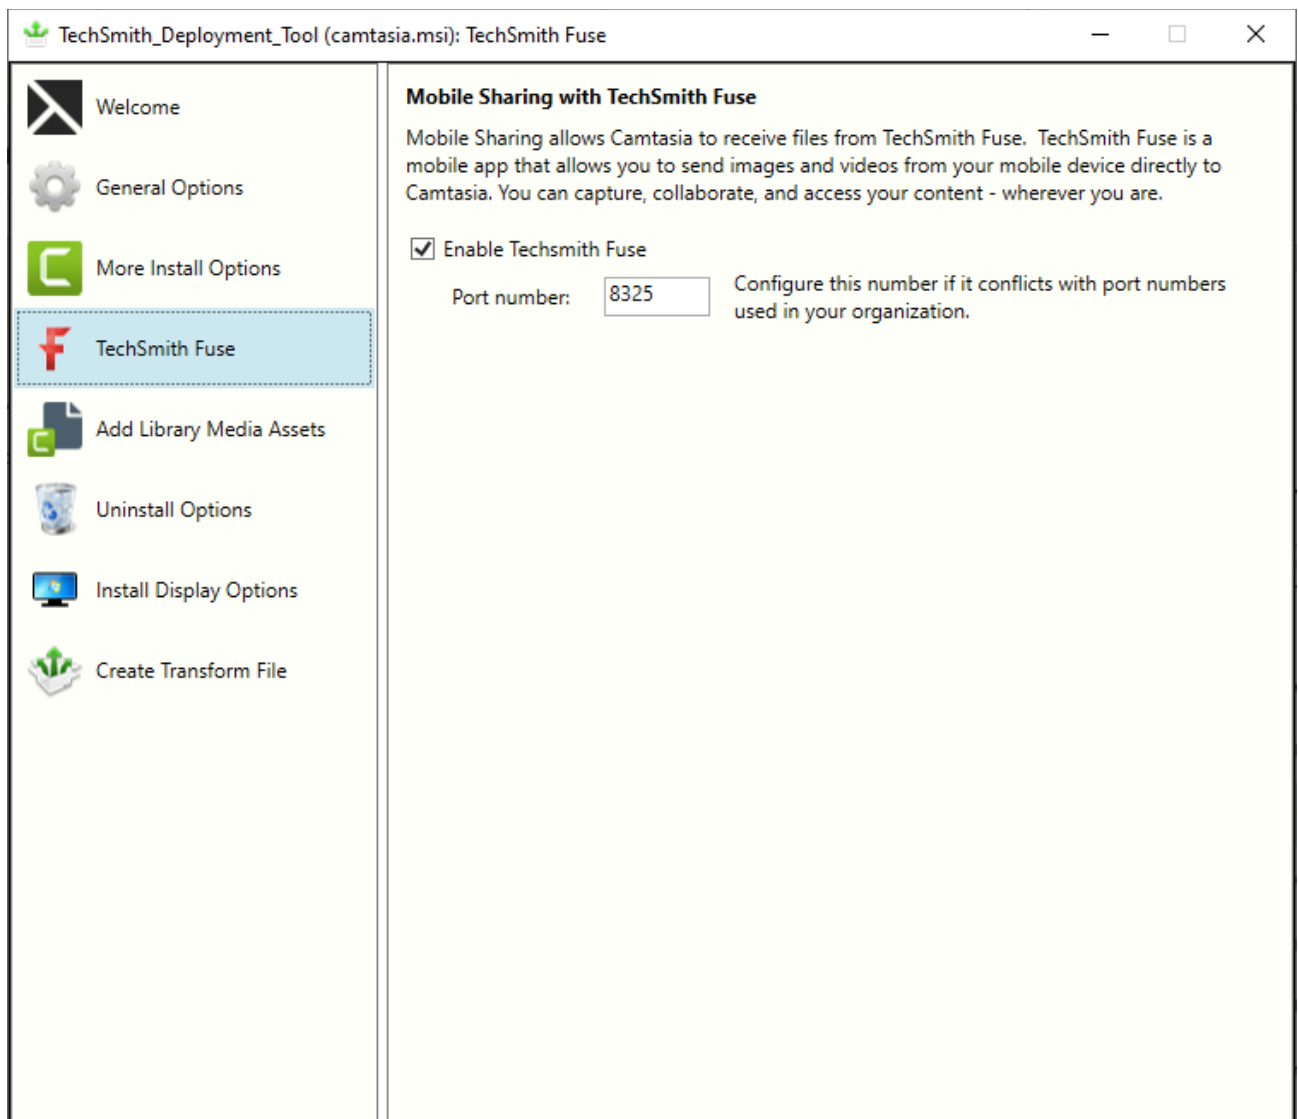 TechSmith_Deployment_Tool (camtasia.msi): TechSmith Fuse
Welcome
General Options
More Install Options
TechSmith Fuse
Add Library Media Assets
Uninstall Options
Install Display Options
Create Transform File
Mobile Sharing with TechSmith Fuse
Mobile Sharing allows Camtasia to receive files from TechSmith Fuse.  TechSmith Fuse is a
mobile app that allows you to send images and videos from your mobile device directly to
Camtasia. You can capture, collaborate, and access your content - wherever you are.
Enable Techsmith Fuse
Port number: 8325
Configure this number if it conflicts with port numbers
used in your organization.